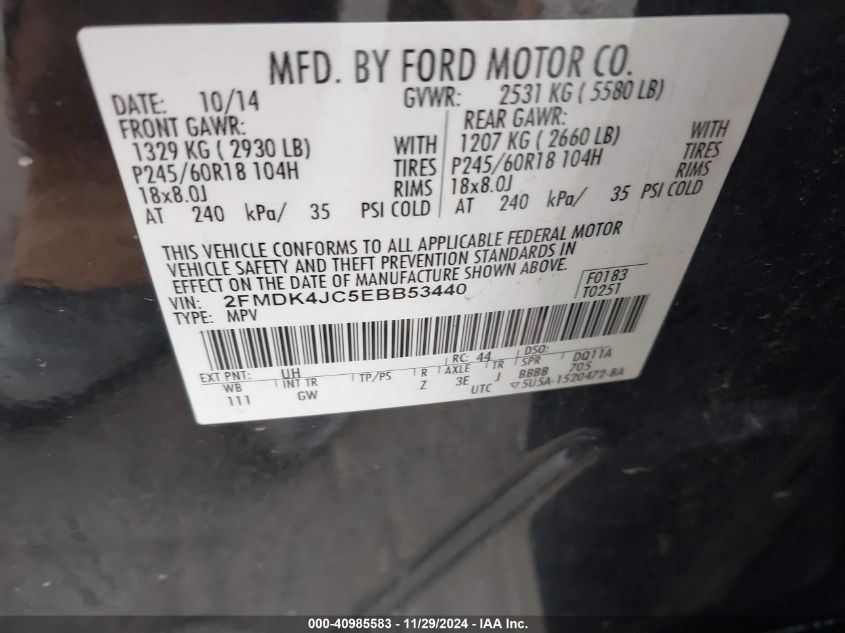 MFD. BY FORD MOTOR CO.
DATE: 10/14 GVWR: 2531 KG ( 5580 LB)
FRONT GAWR: REAR GAWR:
1329 KG ( 2930 LB) WITH 1207 KG ( 2660 LB) WITH
P245/60R18 104H TIRES P245/60R18 104H TIRES
18x8.0J RIMS 18x8.0J RIMS
AT 240 kPa/ 35 PSI COLD AT 240 kPa/ 35 PSI COLD
THIS VEHICLE CONFORMS TO ALL APPLICABLE FEDERAL MOTOR
VEHICLE SAFETY AND THEFT PREVENTION STANDARDS IN
EFFECT ON THE DATE OF MANUFACTURE SHOWN ABOVE.
F0183
VIN: 2FMDK4JC5EBB53440 T0251
TYPE: MPV
EXT PNT: UH RC: 44 DSO: DQ11A
WB INT TR TP/PS R AXLE TR SPR BBBB 705
111 GW Z 3E J UTC ▽5U5A-1520472-BA
000-40985583 - 11/29/2024 - IAA Inc.